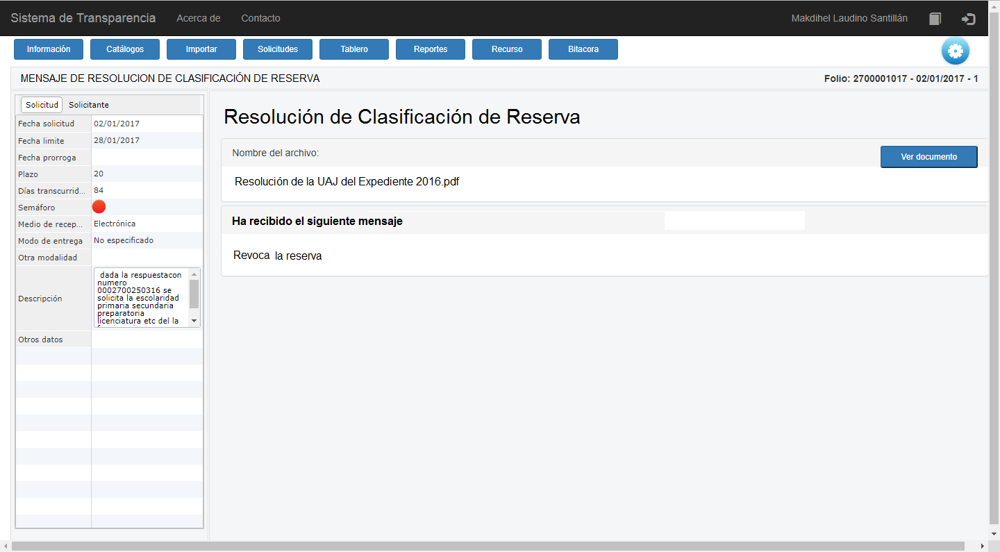 Sistema de Transparencia Acerca de Contacto Makdihel Laudino Santillán
Información Catálogos Importar Solicitudes Tablero Reportes Recurso Bitacora
MENSAJE DE RESOLUCION DE CLASIFICACIÓN DE RESERVA Folio: 2700001017 - 02/01/2017 - 1
Solicitud Solicitante
Fecha solicitud 02/01/2017
Fecha limite 28/01/2017
Fecha prorroga
Plazo 20
Días transcurrid... 84
Semáforo
Medio de recep... Electrónica
Modo de entrega No especificado
Otra modalidad
Descripción
dada la respuestacon
numero
0002700250316 se
solicita la escolaridad
primaria secundaria
preparatoria
licenciatura etc del la
Otros datos
Resolución de Clasificación de Reserva
Nombre del archivo:
Ver documento
Resolución de la UAJ del Expediente 2016.pdf
Ha recibido el siguiente mensaje
Revoca la reserva